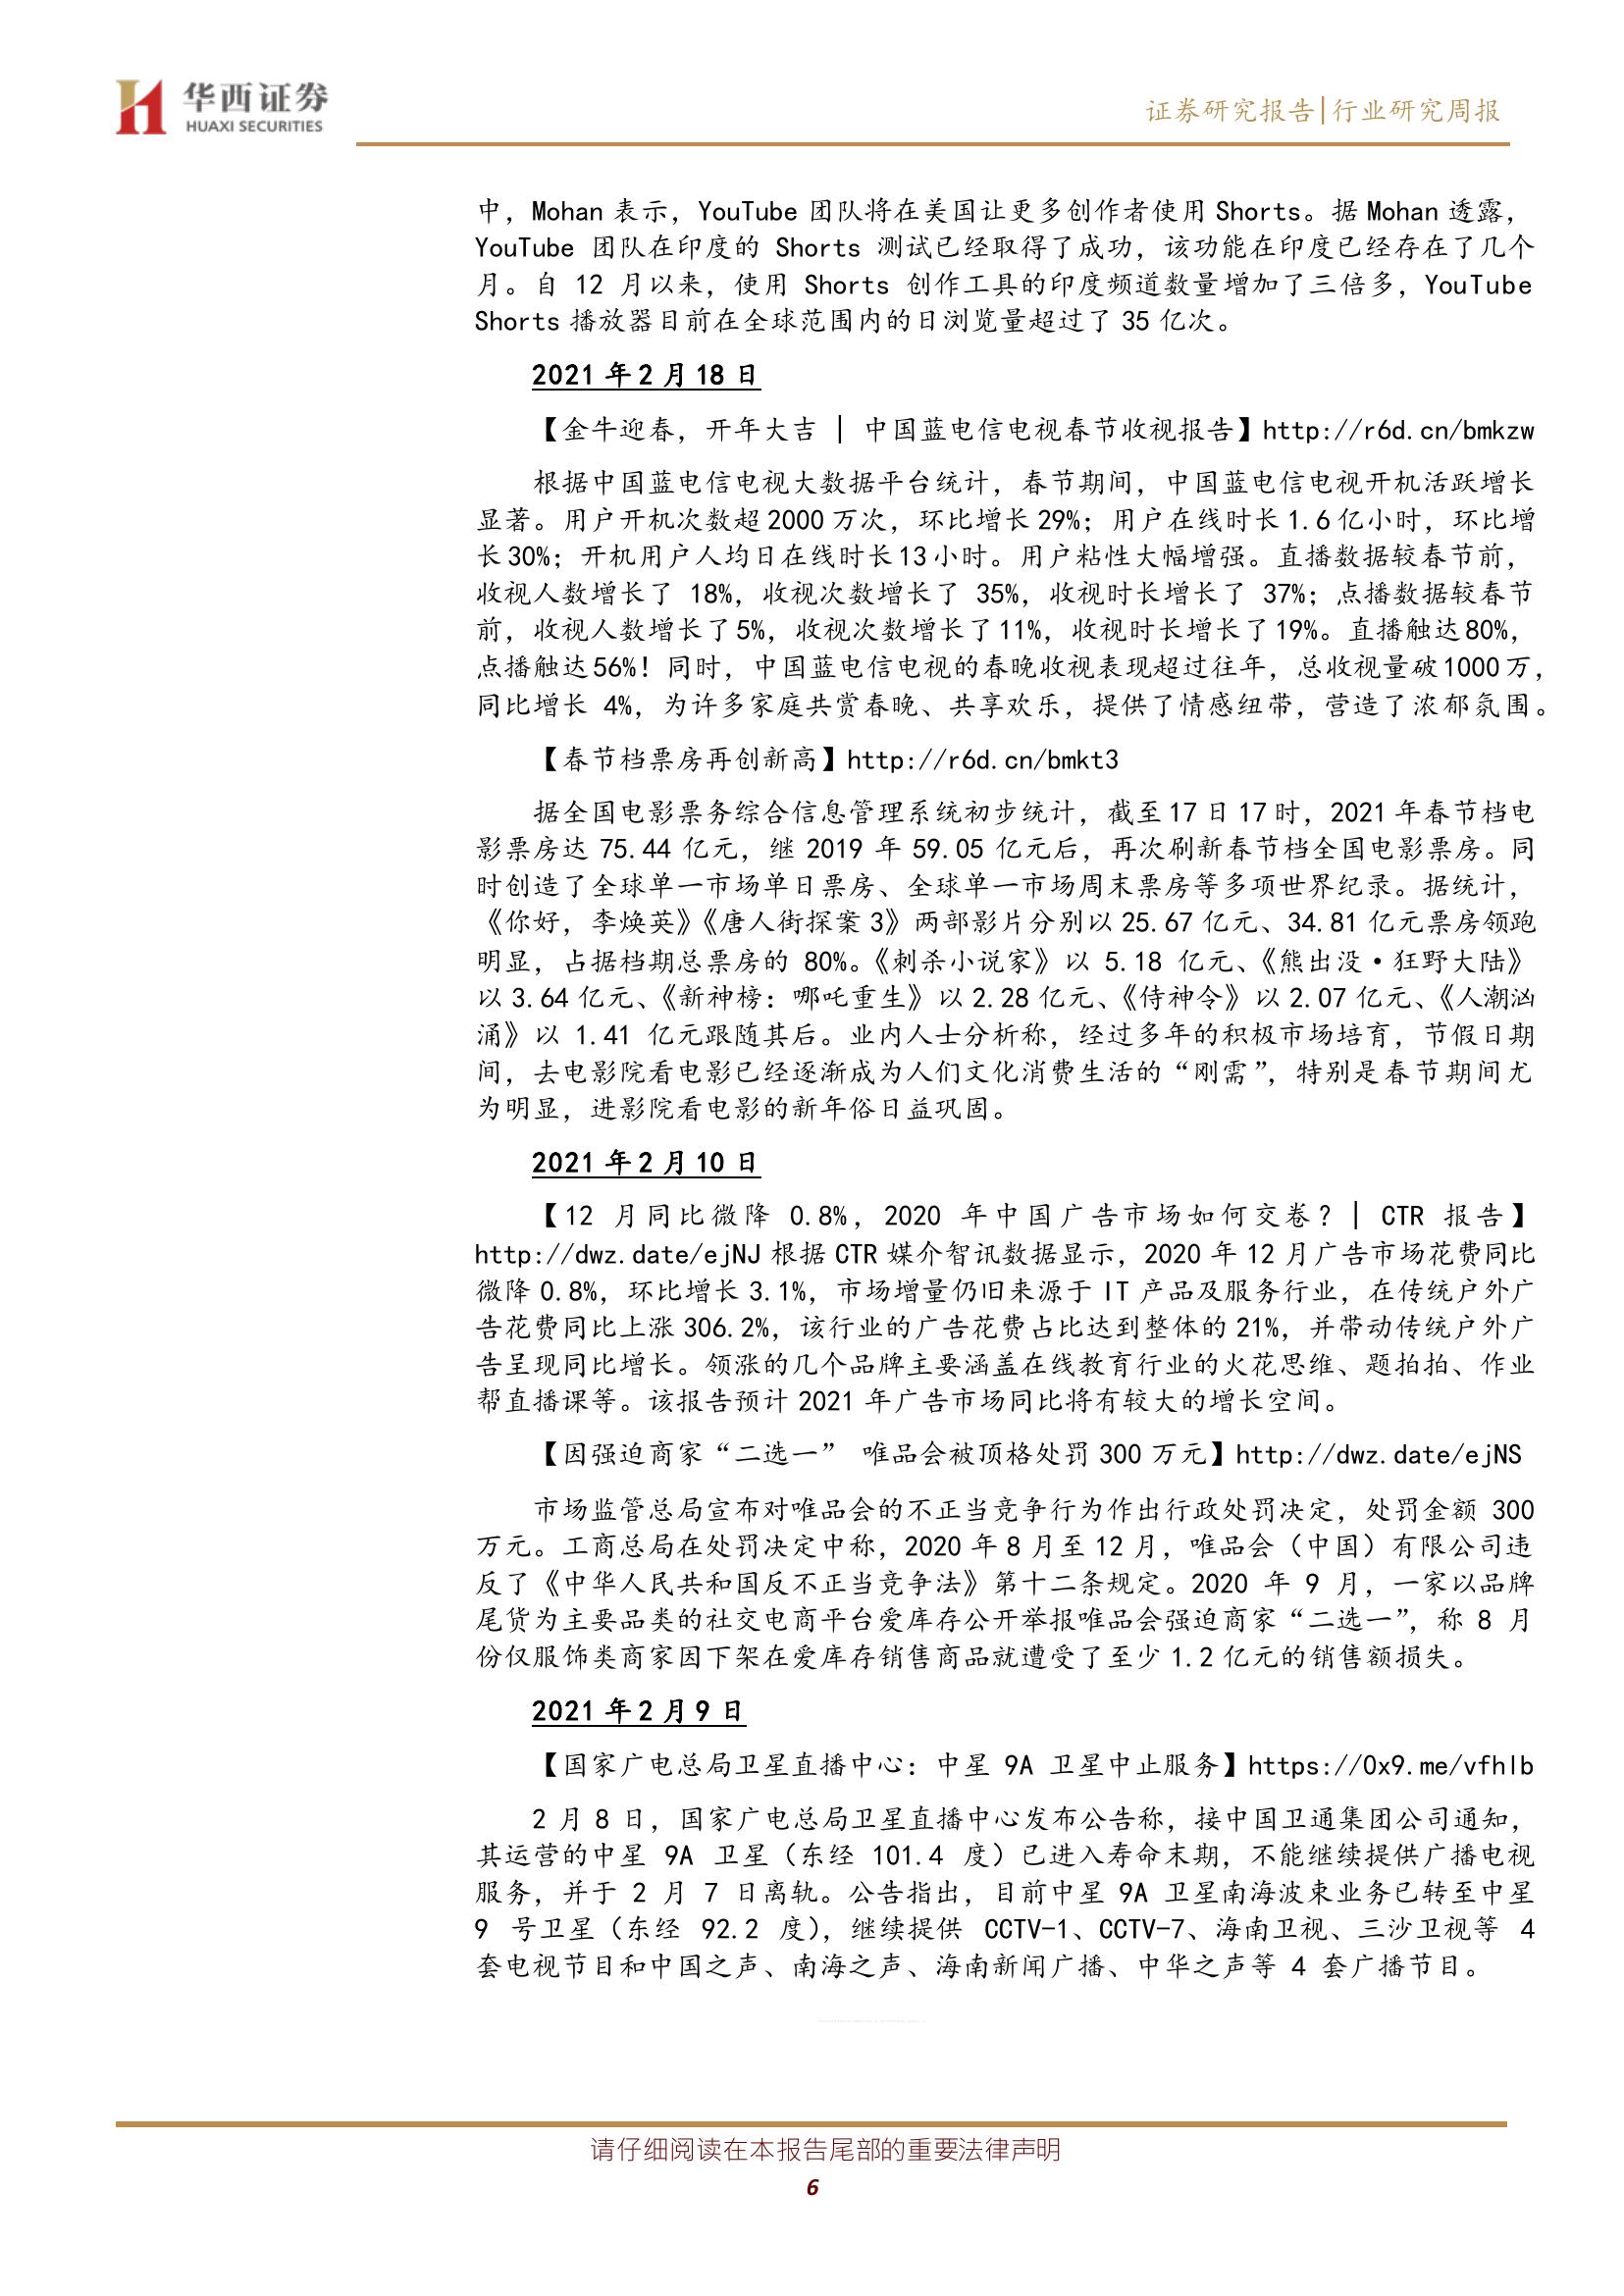 华西证券
HUAXI SECURITIES
证券研究报告|行业研究周报
中，Mohan 表示，YouTube 团队将在美国让更多创作者使用 Shorts。据 Mohan 透露，
YouTube 团队在印度的 Shorts 测试已经取得了成功，该功能在印度已经存在了几个
月。自 12 月以来，使用 Shorts 创作工具的印度频道数量增加了三倍多，YouTube
Shorts 播放器目前在全球范围内的日浏览量超过了 35 亿次。
2021 年 2 月 18 日
【金牛迎春，开年大吉 | 中国蓝电信电视春节收视报告】http://r6d.cn/bmkzw
根据中国蓝电信电视大数据平台统计，春节期间，中国蓝电信电视开机活跃增长
显著。用户开机次数超 2000 万次，环比增长 29%；用户在线时长 1.6 亿小时，环比增
长 30%；开机用户人均日在线时长 13 小时。用户粘性大幅增强。直播数据较春节前，
收视人数增长了 18%，收视次数增长了 35%，收视时长增长了 37%；点播数据较春节
前，收视人数增长了 5%，收视次数增长了 11%，收视时长增长了 19%。直播触达 80%，
点播触达 56%！同时，中国蓝电信电视的春晚收视表现超过往年，总收视量破 1000 万，
同比增长 4%，为许多家庭共赏春晚、共享欢乐，提供了情感纽带，营造了浓郁氛围。
【春节档票房再创新高】http://r6d.cn/bmkt3
据全国电影票务综合信息管理系统初步统计，截至 17 日 17 时，2021 年春节档电
影票房达 75.44 亿元，继 2019 年 59.05 亿元后，再次刷新春节档全国电影票房。同
时创造了全球单一市场单日票房、全球单一市场周末票房等多项世界纪录。据统计，
《你好，李焕英》《唐人街探案 3》两部影片分别以 25.67 亿元、34.81 亿元票房领跑
明显，占据档期总票房的 80%。《刺杀小说家》以 5.18 亿元、《熊出没·狂野大陆》
以 3.64 亿元、《新神榜：哪吒重生》以 2.28 亿元、《侍神令》以 2.07 亿元、《人潮汹
涌》以 1.41 亿元跟随其后。业内人士分析称，经过多年的积极市场培育，节假日期
间，去电影院看电影已经逐渐成为人们文化消费生活的“刚需”，特别是春节期间尤
为明显，进影院看电影的新年俗日益巩固。
2021 年 2 月 10 日
【12 月同比微降 0.8%，2020 年中国广告市场如何交卷？| CTR 报告】
http://dwz.date/ejNJ 根据 CTR 媒介智讯数据显示，2020 年 12 月广告市场花费同比
微降 0.8%，环比增长 3.1%，市场增量仍旧来源于 IT 产品及服务行业，在传统户外广
告花费同比上涨 306.2%，该行业的广告花费占比达到整体的 21%，并带动传统户外广
告呈现同比增长。领涨的几个品牌主要涵盖在线教育行业的火花思维、题拍拍、作业
帮直播课等。该报告预计 2021 年广告市场同比将有较大的增长空间。
【因强迫商家“二选一” 唯品会被顶格处罚 300 万元】http://dwz.date/ejNS
市场监管总局宣布对唯品会的不正当竞争行为作出行政处罚决定，处罚金额 300
万元。工商总局在处罚决定中称，2020 年 8 月至 12 月，唯品会（中国）有限公司违
反了《中华人民共和国反不正当竞争法》第十二条规定。2020 年 9 月，一家以品牌
尾货为主要品类的社交电商平台爱库存公开举报唯品会强迫商家“二选一”，称 8 月
份仅服饰类商家因下架在爱库存销售商品就遭受了至少 1.2 亿元的销售额损失。
2021 年 2 月 9 日
【国家广电总局卫星直播中心：中星 9A 卫星中止服务】https://0x9.me/vfhlb
2 月 8 日，国家广电总局卫星直播中心发布公告称，接中国卫通集团公司通知，
其运营的中星 9A 卫星（东经 101.4 度）已进入寿命末期，不能继续提供广播电视
服务，并于 2 月 7 日离轨。公告指出，目前中星 9A 卫星南海波束业务已转至中星
9 号卫星（东经 92.2 度），继续提供 CCTV-1、CCTV-7、海南卫视、三沙卫视等 4
套电视节目和中国之声、南海之声、海南新闻广播、中华之声等 4 套广播节目。
请仔细阅读在本报告尾部的重要法律声明
6